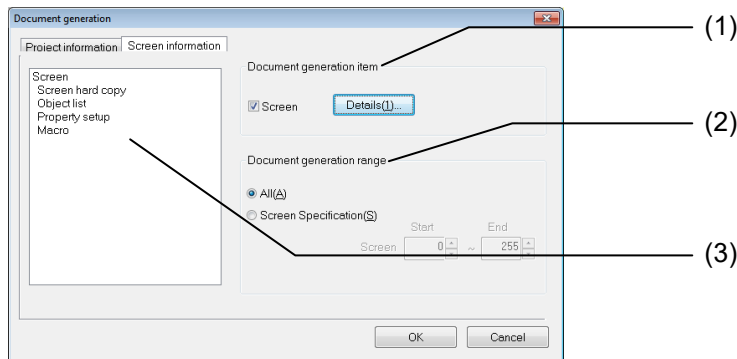 Document generation
Project information
Screen information
Screen
Screen hard copy
Object list
Property setup
Macro
Document generation item
Screen
Details(1)...
Document generation range
All(A)
Screen Specification(S)
Start
End
Screen
0
~
255
OK
Cancel
(1)
(2)
(3)